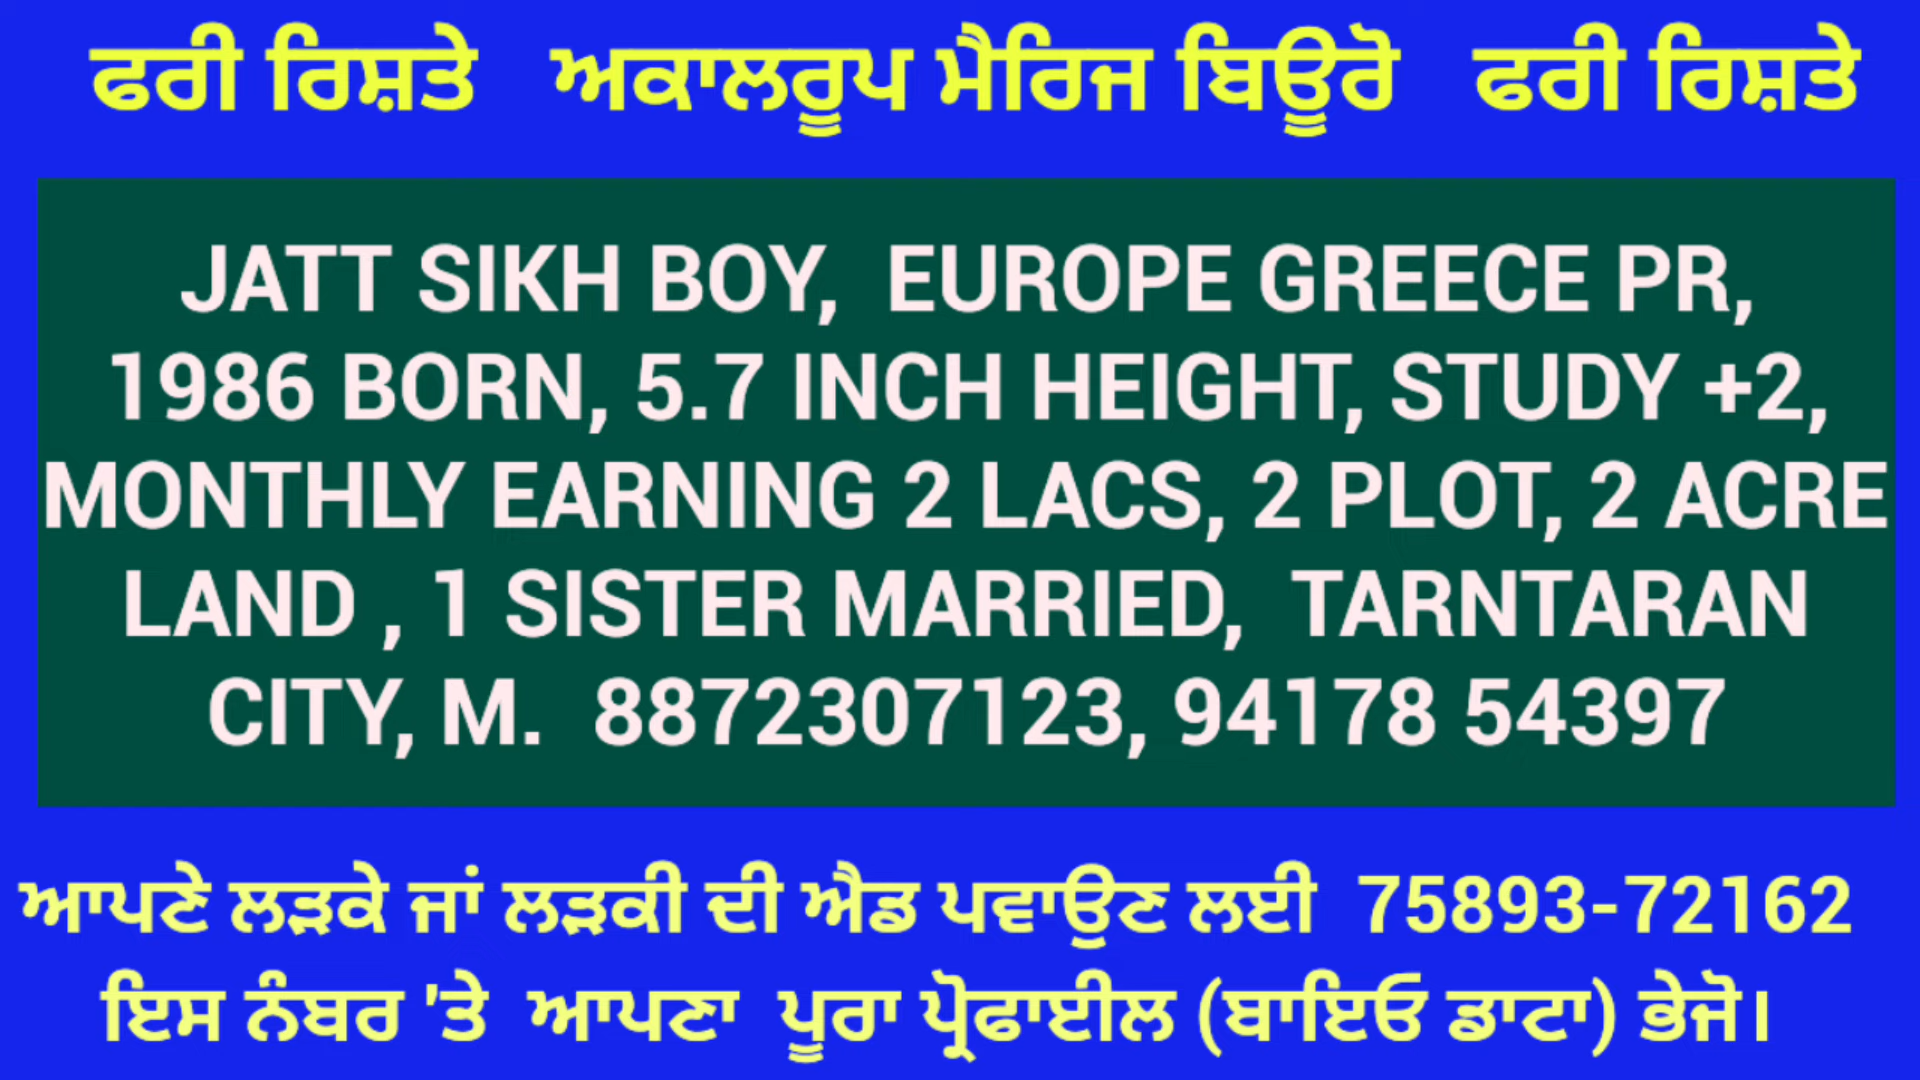 ਫਰੀ ਰਿਸ਼ਤੇ ਅਕਾਲਰੂਪ ਮੈਰਿਜ ਬਿਊਰੋ ਫਰੀ ਰਿਸ਼ਤੇ
JATT SIKH BOY, EUROPE GREECE PR,
1986 BORN, 5.7 INCH HEIGHT, STUDY +2,
MONTHLY EARNING 2 LACS, 2 PLOT, 2 ACRE
LAND , 1 SISTER MARRIED, TARNTARAN
CITY, M. 8872307123, 94178 54397
ਆਪਣੇ ਲੜਕੇ ਜਾਂ ਲੜਕੀ ਦੀ ਐਡ ਪਵਾਉਣ ਲਈ 75893-72162
ਇਸ ਨੰਬਰ 'ਤੇ ਆਪਣਾ ਪੂਰਾ ਪ੍ਰੋਫਾਈਲ (ਬਾਇਓ ਡਾਟਾ) ਭੇਜੋ।